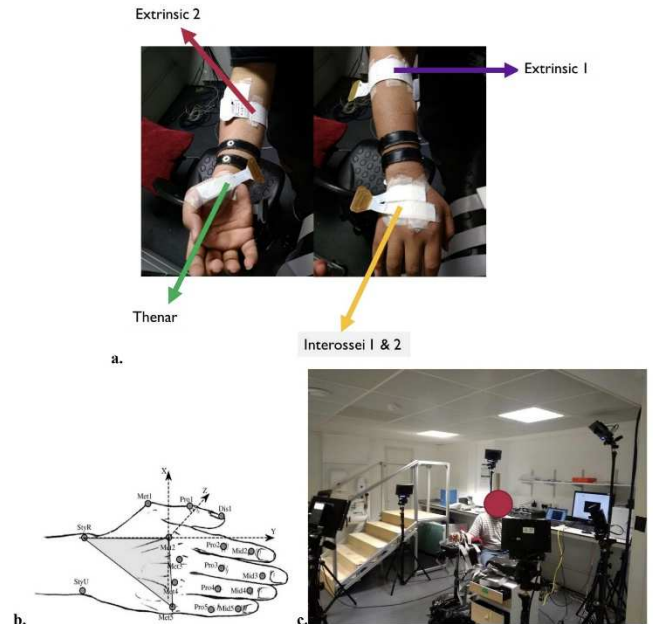 Extrinsic 2
Extrinsic 1
Thenar
Interossei 1 & 2
a.
X
Z
Y
Met1
Pro1
Dis1
StyR
Met2
Pro2
Mid2
Met3
Pro3
Mid3
Met4
Pro4
Mid4
StyU
Met5
Pro5
Mid5
b.
c.